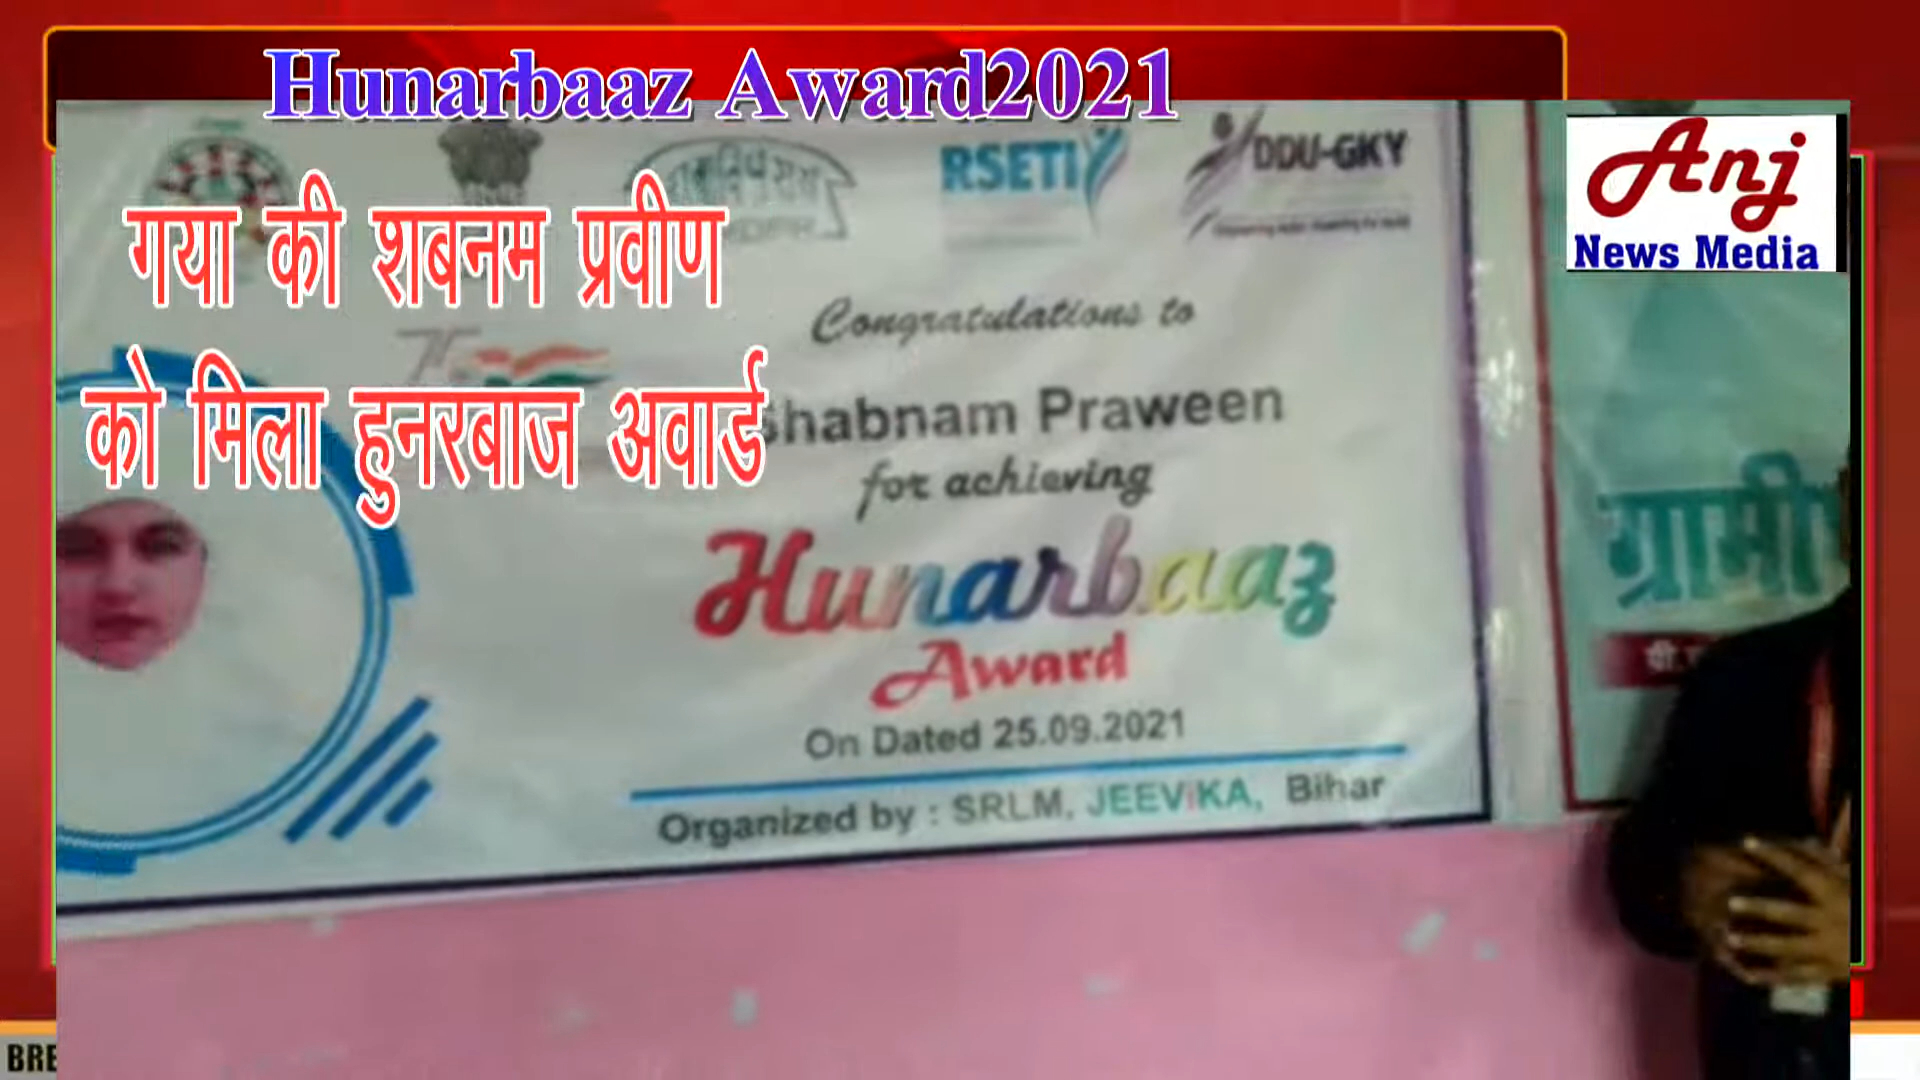 Hunarbaaz Award2021
Anj
News Media
RSETI
DDU-GKY
गया की शबनम प्रवीण
को मिला हुनरबाज अवार्ड
Congratulations to
Shabnam Praween
for achieving
Hunarbaaz
Award
On Dated 25.09.2021
Organized by : SRLM, JEEViKA, Bihar
ग्रामी
BRE